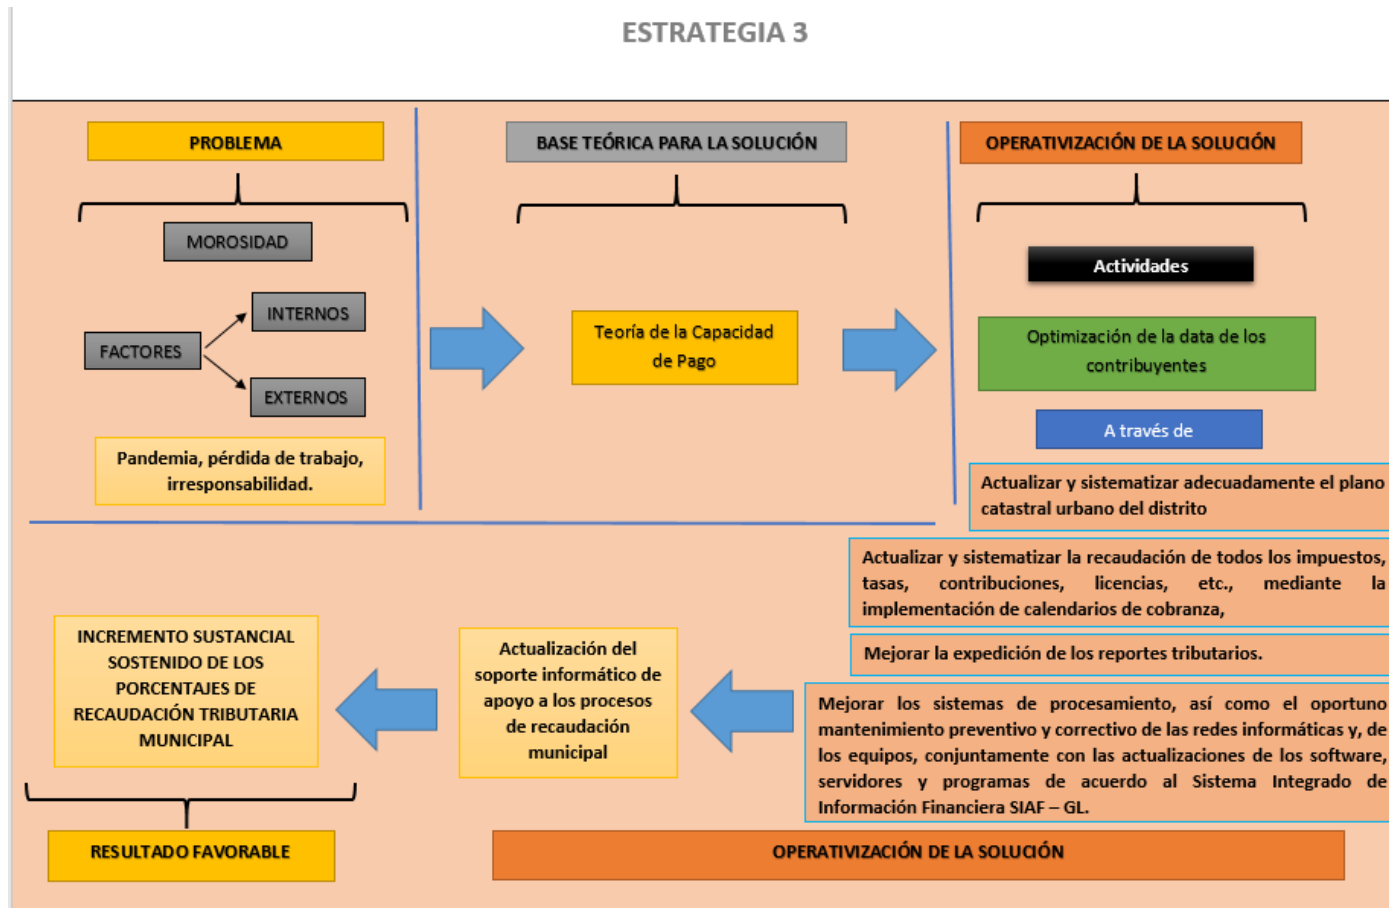 ESTRATEGIA 3
PROBLEMA
MOROSIDAD
FACTORES
INTERNOS
EXTERNOS
Pandemia, pérdida de trabajo,
irresponsabilidad.
BASE TEÓRICA PARA LA SOLUCIÓN
Teoría de la Capacidad
de Pago
OPERATIVIZACIÓN DE LA SOLUCIÓN
Actividades
Optimización de la data de los
contribuyentes
A través de
Actualizar y sistematizar adecuadamente el plano
catastral urbano del distrito
Actualizar y sistematizar la recaudación de todos los impuestos,
tasas, contribuciones, licencias, etc., mediante la
implementación de calendarios de cobranza,
Mejorar la expedición de los reportes tributarios.
Mejorar los sistemas de procesamiento, así como el oportuno
mantenimiento preventivo y correctivo de las redes informáticas y, de
los equipos, conjuntamente con las actualizaciones de los software,
servidores y programas de acuerdo al Sistema Integrado de
Información Financiera SIAF – GL.
Actualización del
soporte informático de
apoyo a los procesos
de recaudación
municipal
OPERATIVIZACIÓN DE LA SOLUCIÓN
INCREMENTO SUSTANCIAL
SOSTENIDO DE LOS
PORCENTAJES DE
RECAUDACIÓN TRIBUTARIA
MUNICIPAL
RESULTADO FAVORABLE